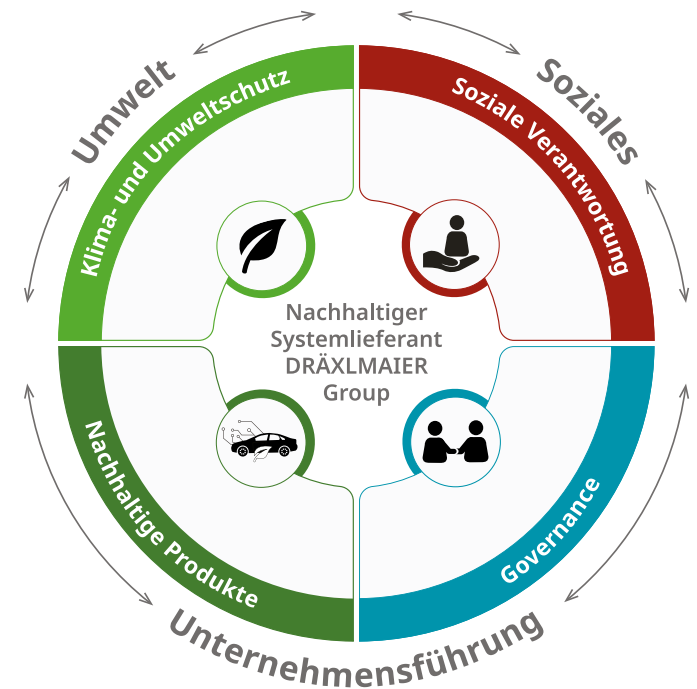 Umwelt
Soziales
Klima- und Umweltschutz
Soziale Verantwortung
Nachhaltiger
Systemlieferant
DRÄXLMAIER
Group
Nachhaltige Produkte
Governance
Unternehmensführung